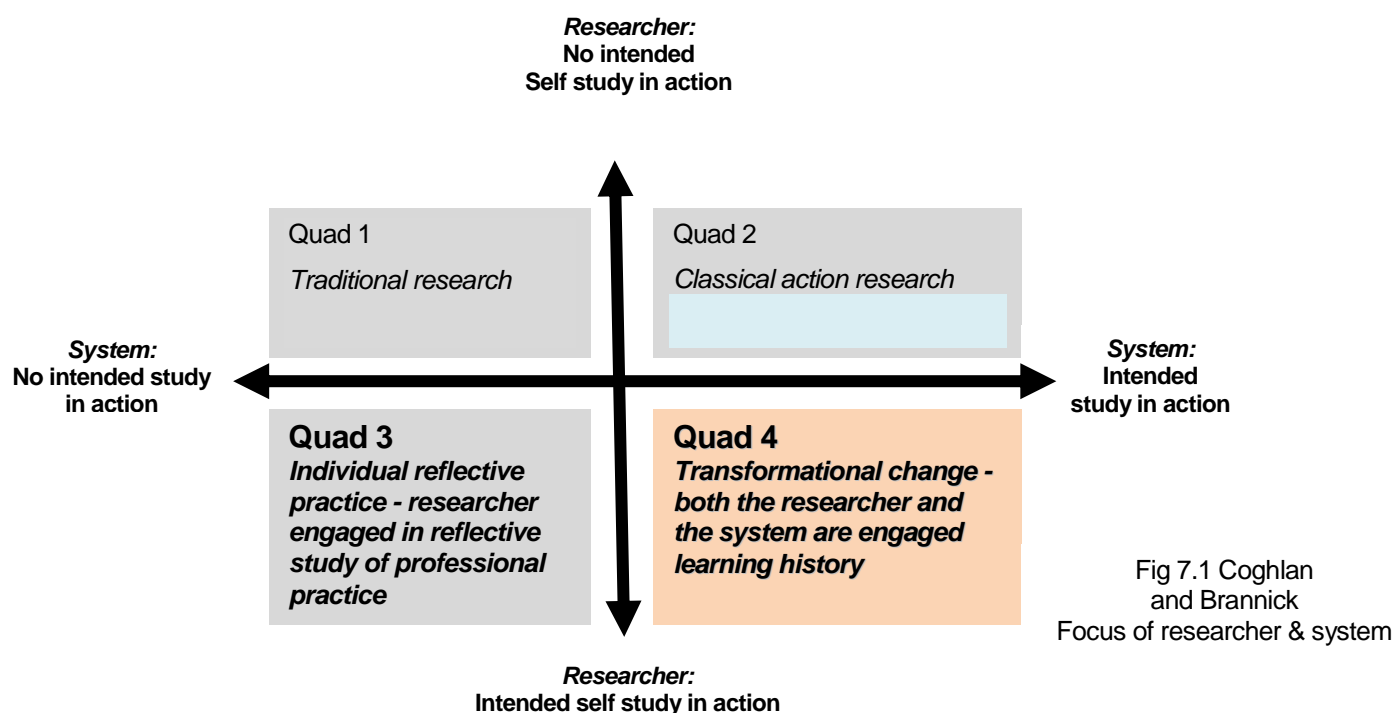 Researcher:
No intended
Self study in action
Quad 1
Traditional research
Quad 2
Classical action research
System:
No intended study
in action
System:
Intended
study in action
Quad 3
Individual reflective
practice - researcher
engaged in reflective
study of professional
practice
Quad 4
Transformational change -
both the researcher and
the system are engaged
learning history
Fig 7.1 Coghlan
and Brannick
Focus of researcher & system
Researcher:
Intended self study in action